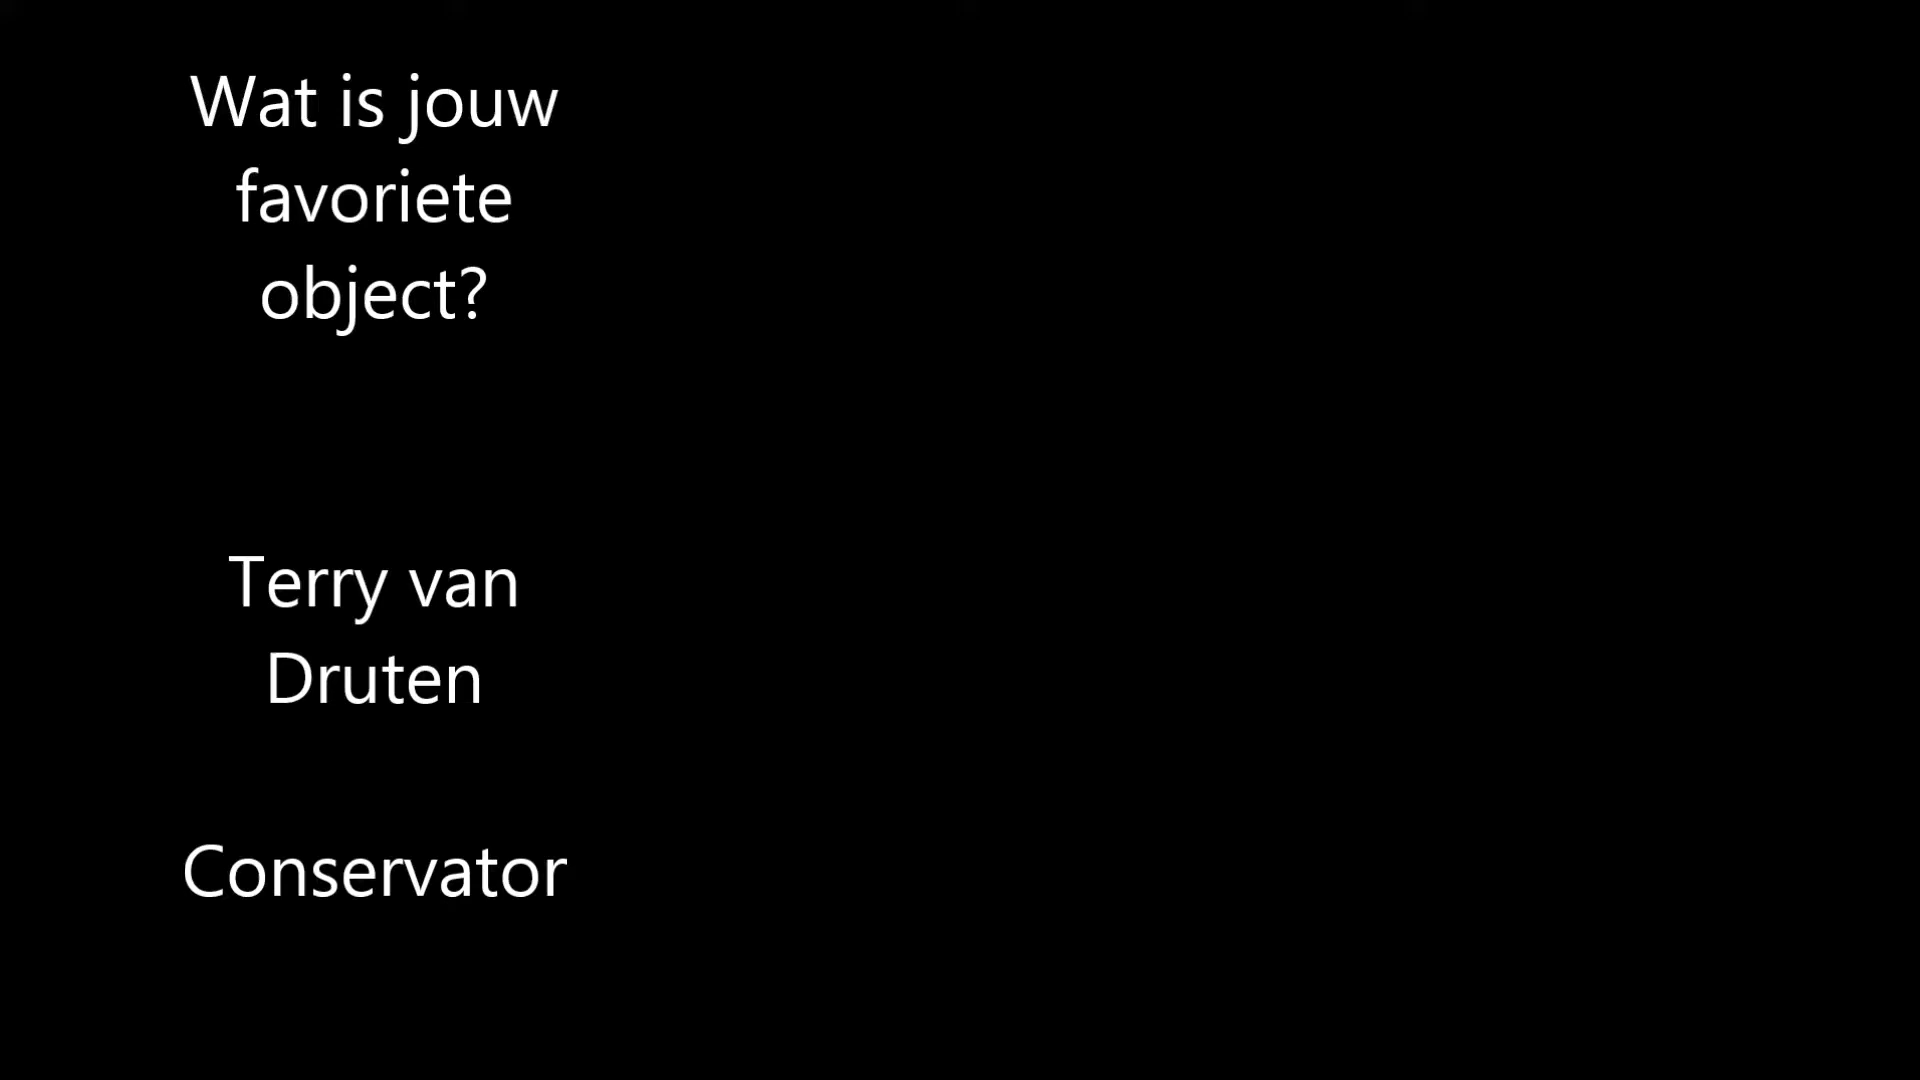 Wat is jouw
favoriete
object?
Terry van
Druten
Conservator